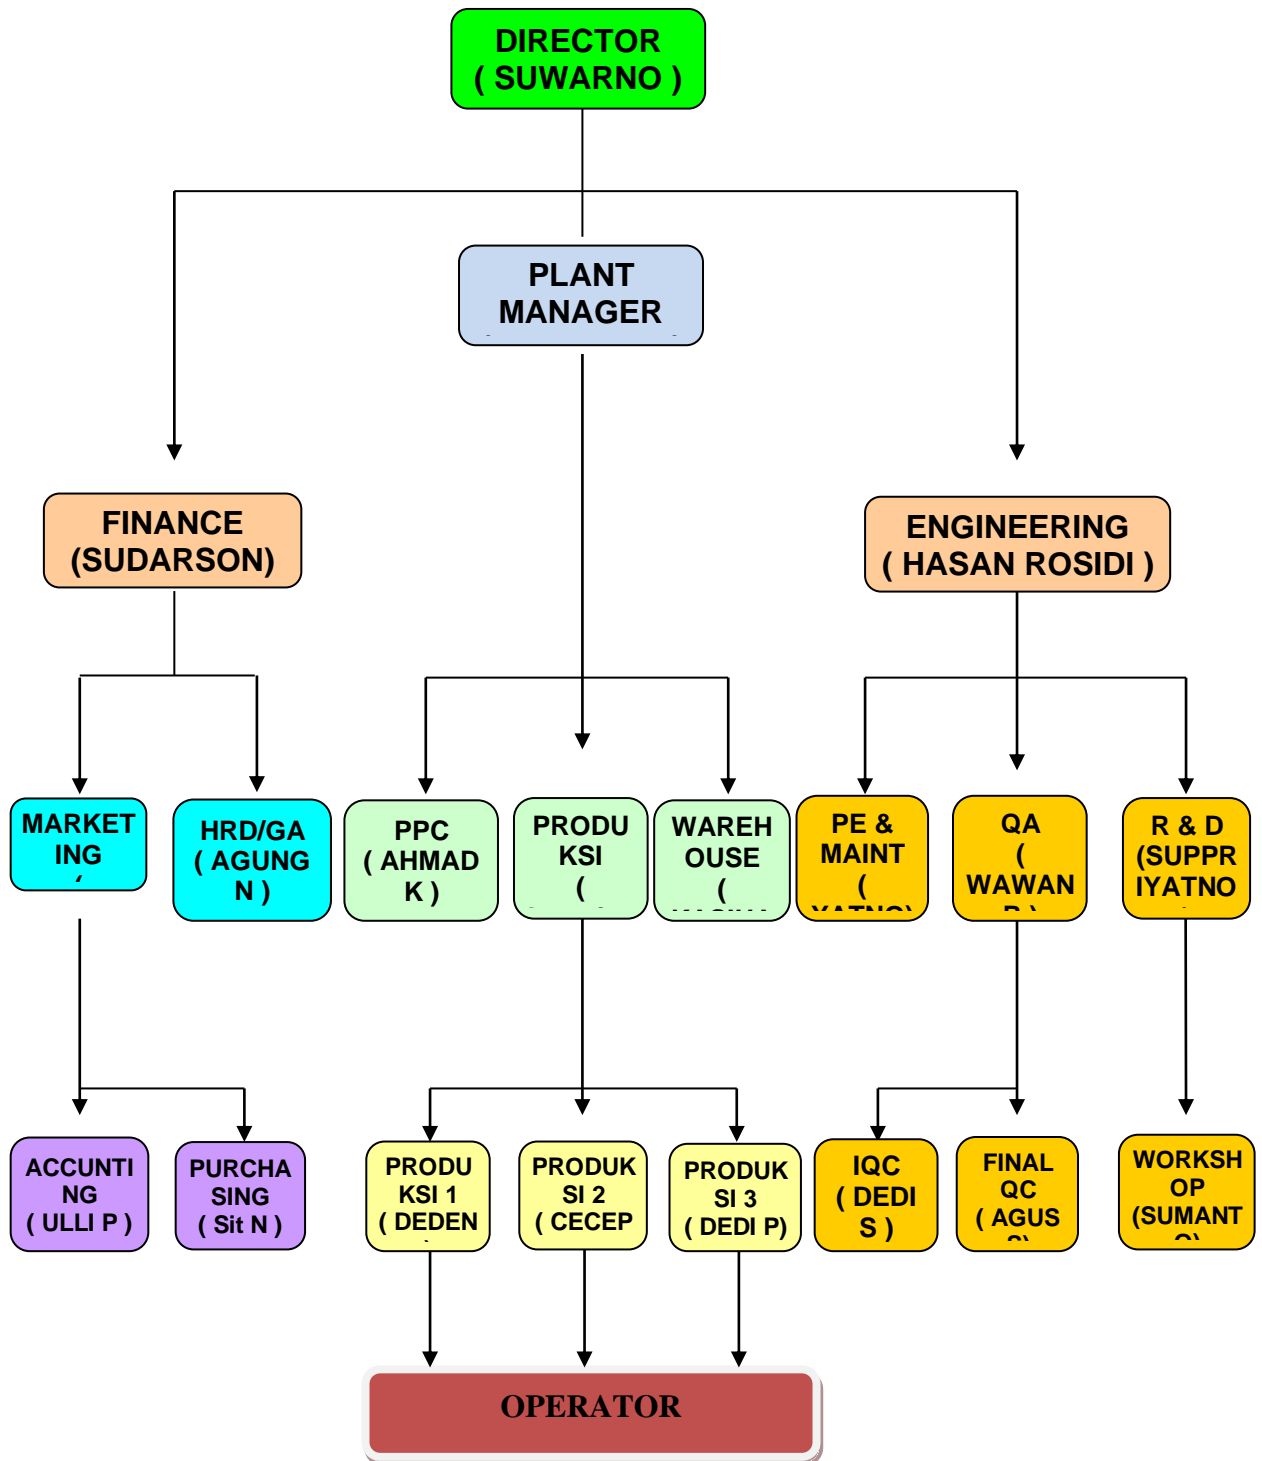 DIRECTOR
( SUWARNO )
PLANT
MANAGER
FINANCE
(SUDARSON)
ENGINEERING
( HASAN ROSIDI )
MARKET
ING
(
HRD/GA
( AGUNG
N )
PPC
( AHMAD
K )
PRODU
KSI
(
WAREH
OUSE
(
PE &
MAINT
(
YATNO)
QA
(
WAWAN
R & D
(SUPPR
IYATNO
ACCUNTI
NG
( ULLI P )
PURCHA
SING
( Sit N )
PRODU
KSI 1
( DEDEN
)
PRODUK
SI 2
( CECEP
PRODUK
SI 3
( DEDI P)
IQC
( DEDI
S )
FINAL
QC
( AGUS
S)
WORKSH
OP
(SUMANT
O)
OPERATOR